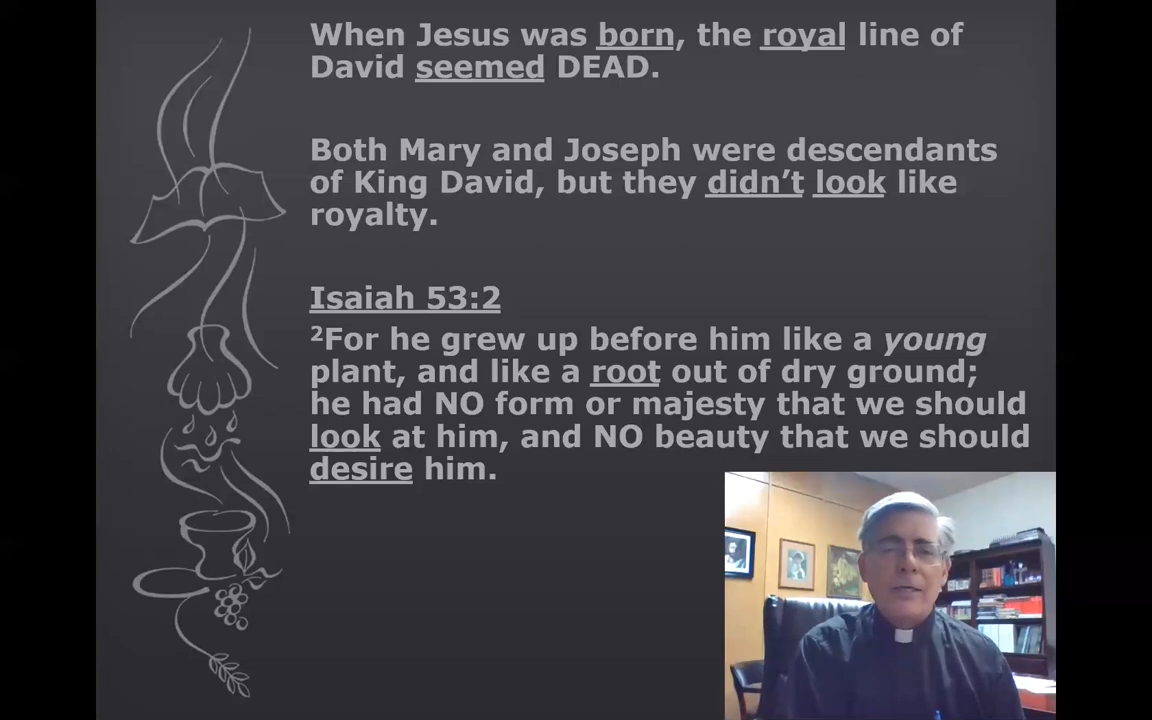 When Jesus was born, the royal line of
David seemed DEAD.
Both Mary and Joseph were descendants
of King David, but they didn’t look like
royalty.
Isaiah 53:2
²For he grew up before him like a young
plant, and like a root out of dry ground;
he had NO form or majesty that we should
look at him, and NO beauty that we should
desire him.